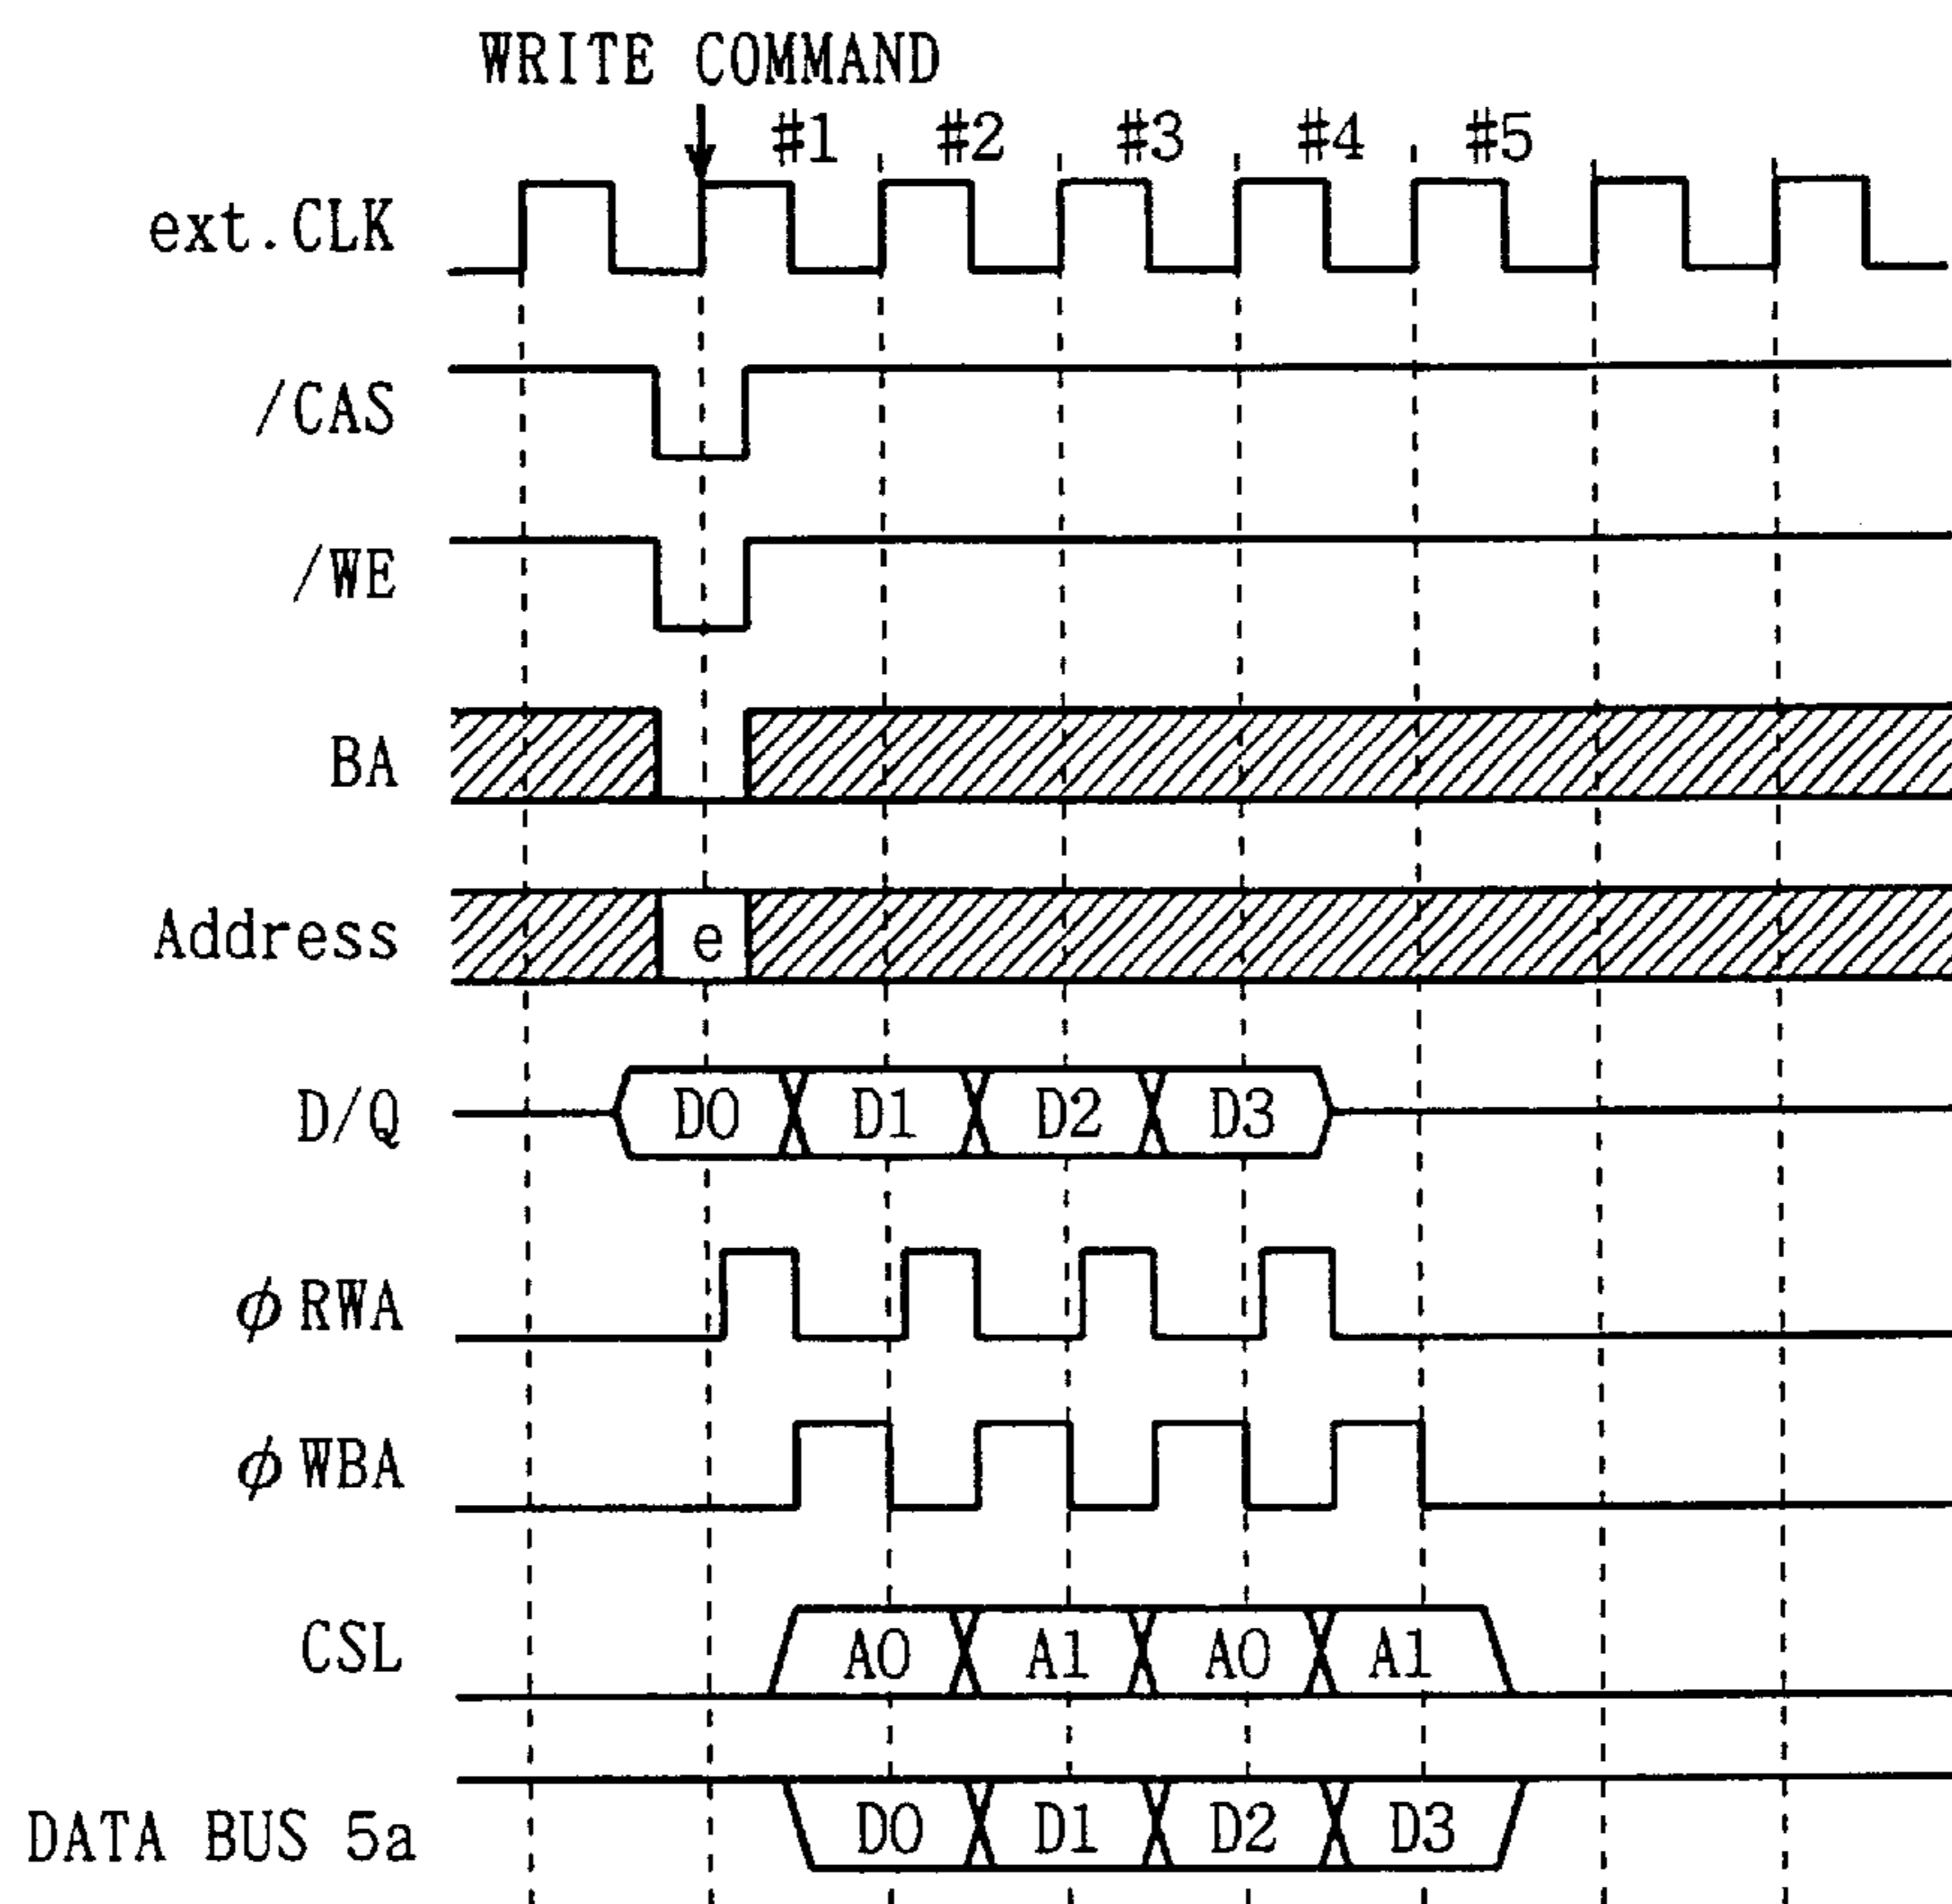 WRITE COMMAND
#1 #2 #3 #4 #5
ext.CLK
/CAS
/WE
BA
Address e
D/Q D0 D1 D2 D3
ϕRWA
ϕWBA
CSL A0 A1 A0 A1
DATA BUS 5a D0 D1 D2 D3